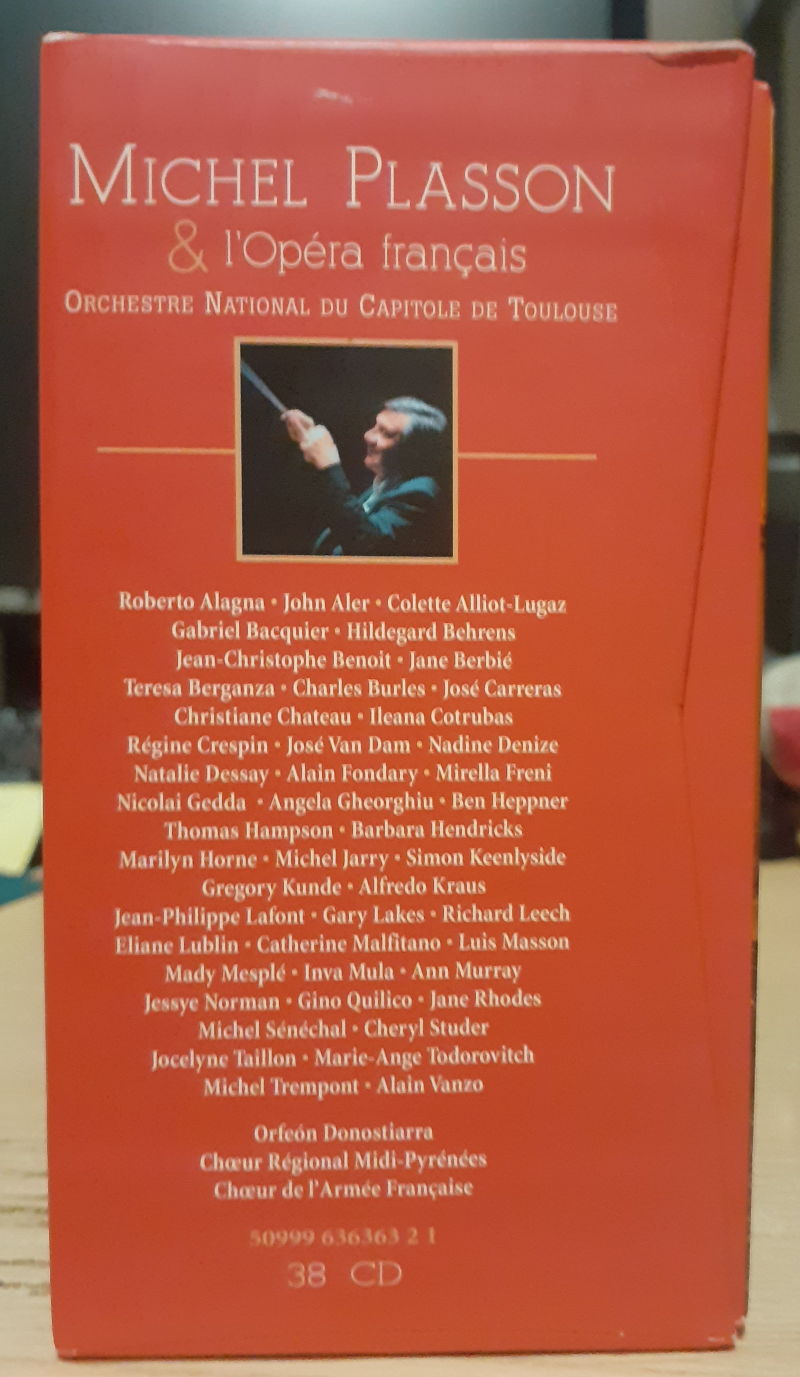 MICHEL PLASSON
& l'Opéra français
ORCHESTRE NATIONAL DU CAPITOLE DE TOULOUSE
Roberto Alagna • John Aler • Colette Alliot-Lugaz
Gabriel Bacquier • Hildegard Behrens
Jean-Christophe Benoit • Jane Berbié
Teresa Berganza • Charles Burles • José Carreras
Christiane Chateau • Ileana Cotrubas
Régine Crespin • José Van Dam • Nadine Denize
Natalie Dessay • Alain Fondary • Mirella Freni
Nicolai Gedda • Angela Gheorghiu • Ben Heppner
Thomas Hampson • Barbara Hendricks
Marilyn Horne • Michel Jarry • Simon Keenlyside
Gregory Kunde • Alfredo Kraus
Jean-Philippe Lafont • Gary Lakes • Richard Leech
Eliane Lublin • Catherine Malfitano • Luis Masson
Mady Mesplé • Inva Mula • Ann Murray
Jessye Norman • Gino Quilico • Jane Rhodes
Michel Sénéchal • Cheryl Studer
Jocelyne Taillon • Marie-Ange Todorovitch
Michel Trempont • Alain Vanzo
Orfeón Donostiarra
Chœur Régional Midi-Pyrénées
Chœur de l'Armée Française
50999 636363 2 1
38 CD